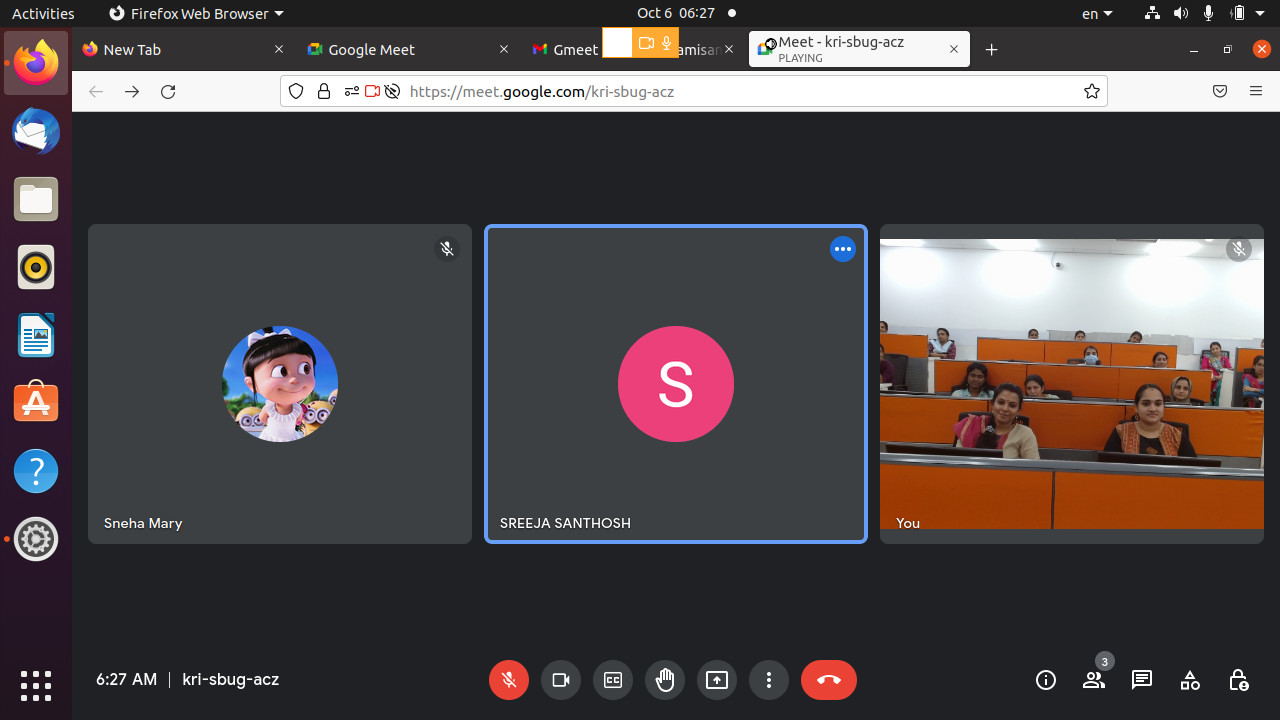 Activities
Firefox Web Browser
Oct 6 06:27
en
New Tab
Google Meet
Gmeet
amisan
Meet - kri-sbug-acz
PLAYING
https://meet.google.com/kri-sbug-acz
S
Sneha Mary
SREEJA SANTHOSH
You
6:27 AM | kri-sbug-acz
CC
3